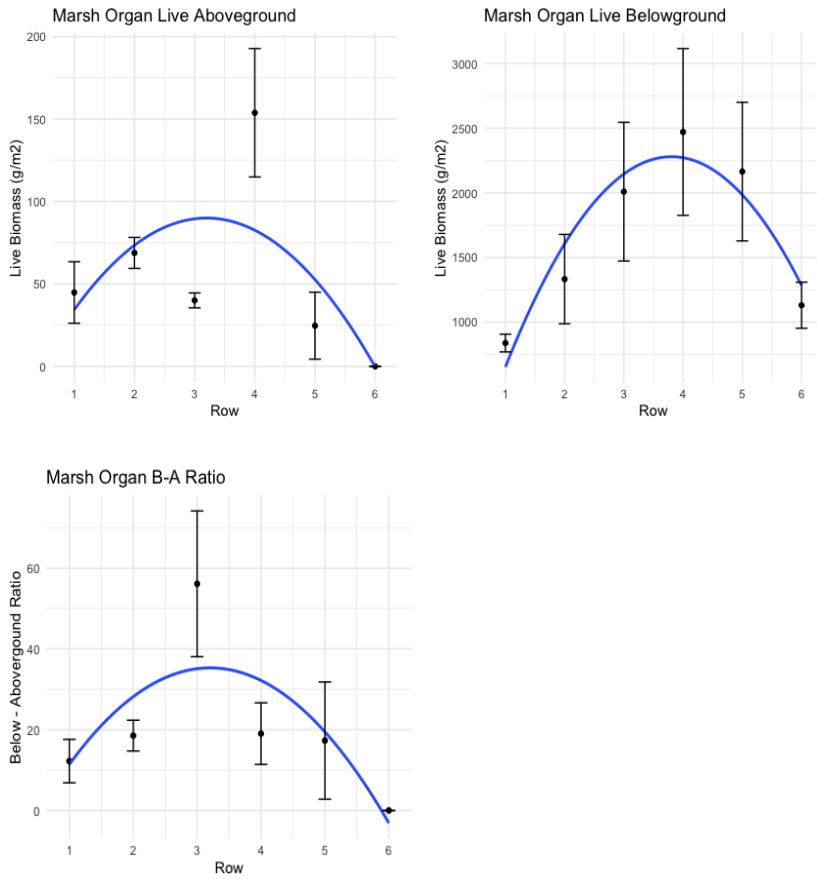 Marsh Organ Live Aboveground
Live Biomass (g/m2)
200
150
100
50
0
1 2 3 4 5 6
Row
Marsh Organ Live Belowground
Live Biomass (g/m2)
3000
2500
2000
1500
1000
1 2 3 4 5 6
Row
Marsh Organ B-A Ratio
Below - Abovergound Ratio
60
40
20
0
1 2 3 4 5 6
Row